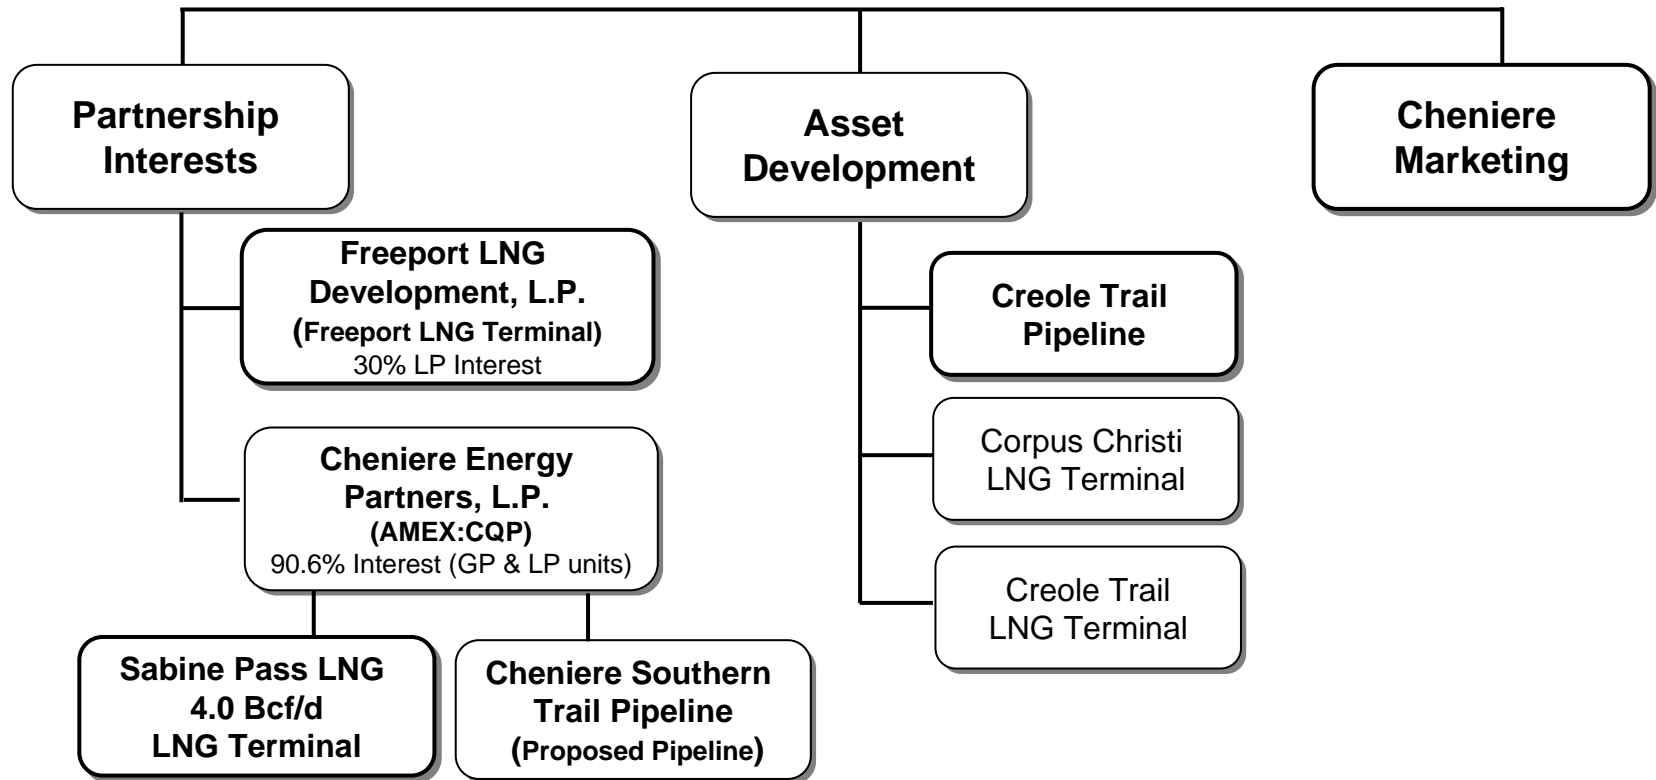 Partnership
Interests
Asset
Development
Cheniere
Marketing
Freeport LNG
Development, L.P.
(Freeport LNG Terminal)
30% LP Interest
Creole Trail
Pipeline
Cheniere Energy
Partners, L.P.
(AMEX:CQP)
90.6% Interest (GP & LP units)
Corpus Christi
LNG Terminal
Creole Trail
LNG Terminal
Sabine Pass LNG
4.0 Bcf/d
LNG Terminal
Cheniere Southern
Trail Pipeline
(Proposed Pipeline)